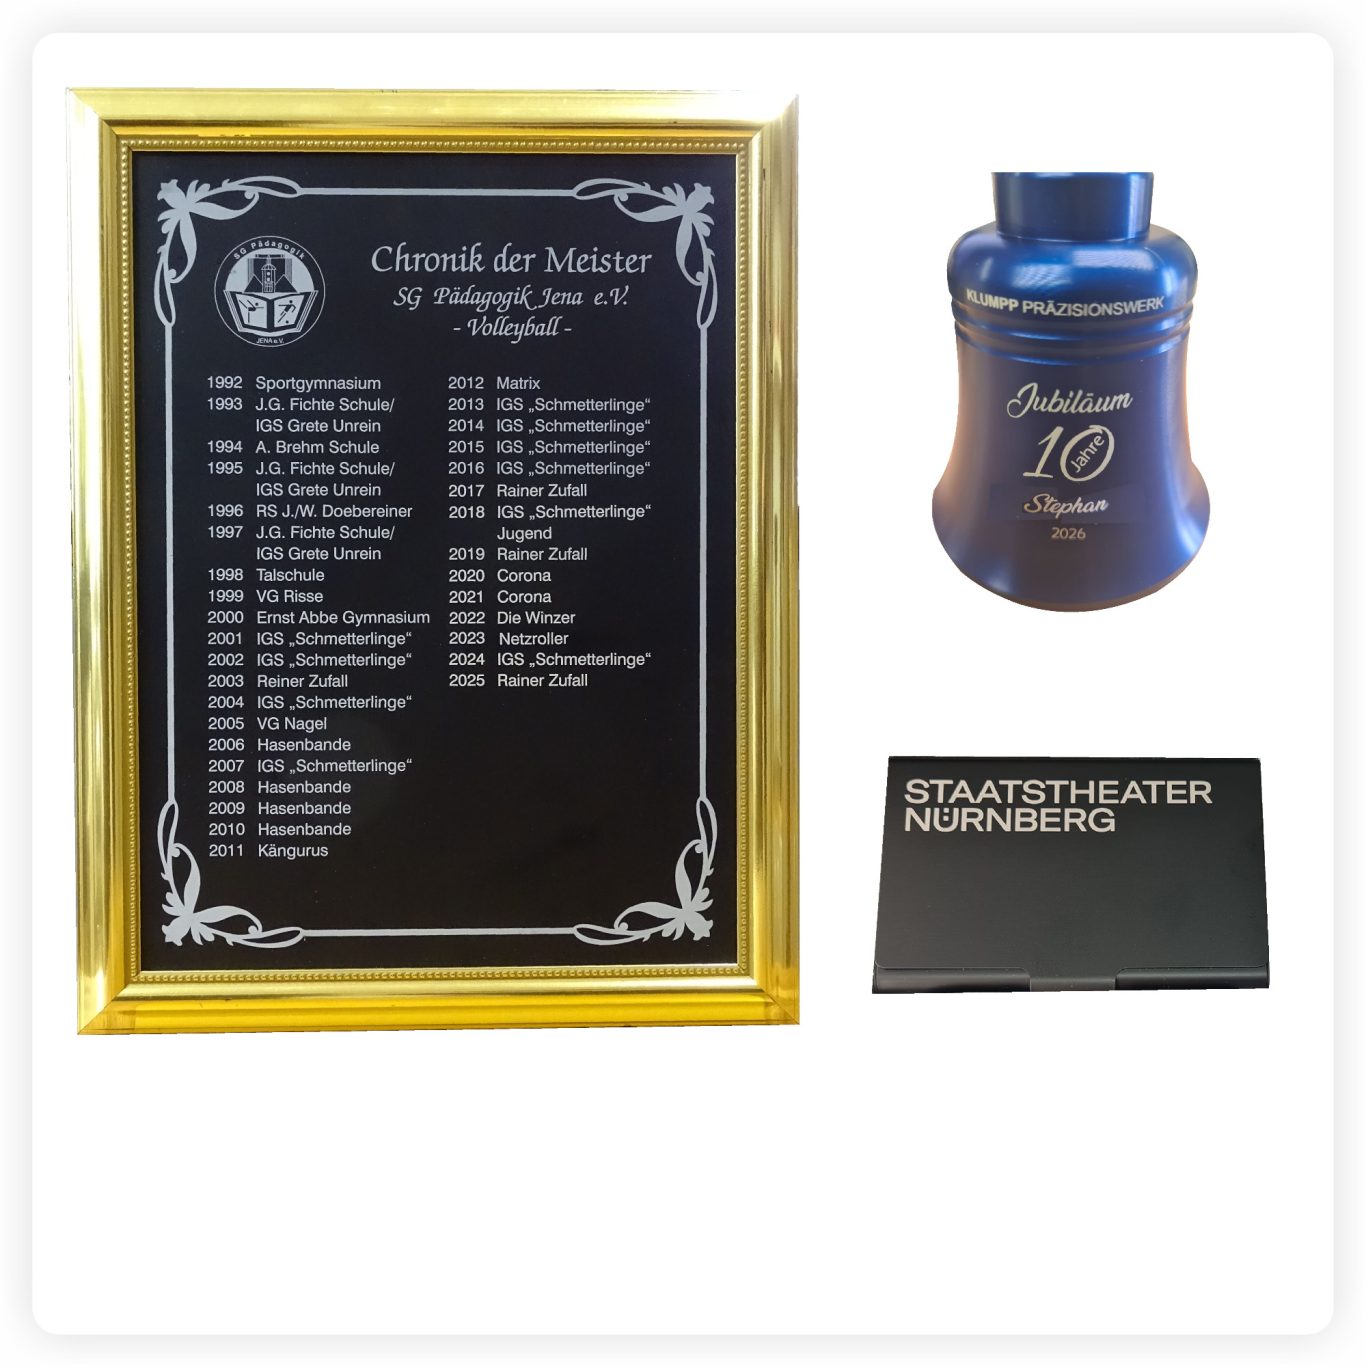 SG Pädagogik
JENA e.V.
Chronik der Meister
SG Pädagogik Jena e.V.
- Volleyball -
1992 Sportgymnasium
1993 J.G. Fichte Schule/
IGS Grete Unrein
1994 A. Brehm Schule
1995 J.G. Fichte Schule/
IGS Grete Unrein
1996 RS J./W. Doebereiner
1997 J.G. Fichte Schule/
IGS Grete Unrein
1998 Talschule
1999 VG Risse
2000 Ernst Abbe Gymnasium
2001 IGS „Schmetterlinge“
2002 IGS „Schmetterlinge“
2003 Reiner Zufall
2004 IGS „Schmetterlinge“
2005 VG Nagel
2006 Hasenbande
2007 IGS „Schmetterlinge“
2008 Hasenbande
2009 Hasenbande
2010 Hasenbande
2011 Kängurus
2012 Matrix
2013 IGS „Schmetterlinge“
2014 IGS „Schmetterlinge“
2015 IGS „Schmetterlinge“
2016 IGS „Schmetterlinge“
2017 Rainer Zufall
2018 IGS „Schmetterlinge“
Jugend
2019 Rainer Zufall
2020 Corona
2021 Corona
2022 Die Winzer
2023 Netzroller
2024 IGS „Schmetterlinge“
2025 Rainer Zufall
KLUMPP PRÄZISIONSWERK
Jubiläum
10 Jahre
Stephan
2026
STAATSTHEATER
NÜRNBERG